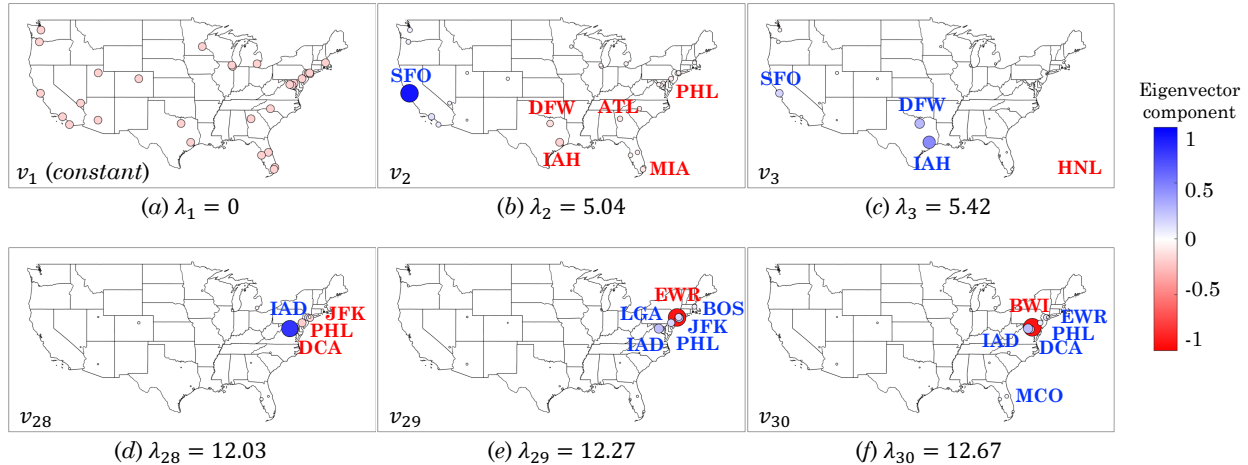 v1 (constant)
(a) λ1 = 0
SFO
DFW
ATL
PHL
IAH
MIA
v2
(b) λ2 = 5.04
SFO
DFW
IAH
HNL
v3
(c) λ3 = 5.42
Eigenvector
component
1
0.5
0
-0.5
-1
IAD
JFK
PHL
DCA
v28
(d) λ28 = 12.03
EWR
LGA
BOS
JFK
IAD
PHL
v29
(e) λ29 = 12.27
BWI
EWR
PHL
IAD
DCA
MCO
v30
(f) λ30 = 12.67